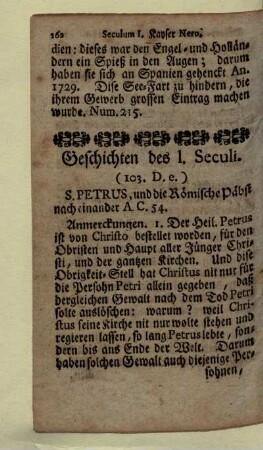 262 Seculum I. Kayser Nero.
dien: dieses war den Engel- und Hollän-
dern ein Spieß in den Augen; darum
haben sie sich an Spanien gehenckt An.
1729. Dise See-Fart zu hindern, die
ihrem Gewerb grossen Eintrag machen
wurde. Num. 215.
Geschichten des I. Seculi.
(103. D. e.)
S. PETRUS, und die Römische Päbst
nach einander A. C. 54.
Anmerckungen. 1. Der Heil. Petrus
ist von Christo bestellet worden, für den
Obristen und Haupt aller Jünger Chri-
sti, und der gantzen Kirchen. Und dise
Obrigkeit-Stell hat Christus nit nur für
die Persohn Petri allein gegeben, daß
dergleichen Gewalt nach dem Tod Petri
solte auslöschen: warum? weil Chri-
stus seine Kirche nit nur wolte stehen und
regieren lassen, so lang Petrus lebte, son-
dern bis ans Ende der Welt. Darum
haben solchen Gewalt auch diejenige Per-
sohnen,